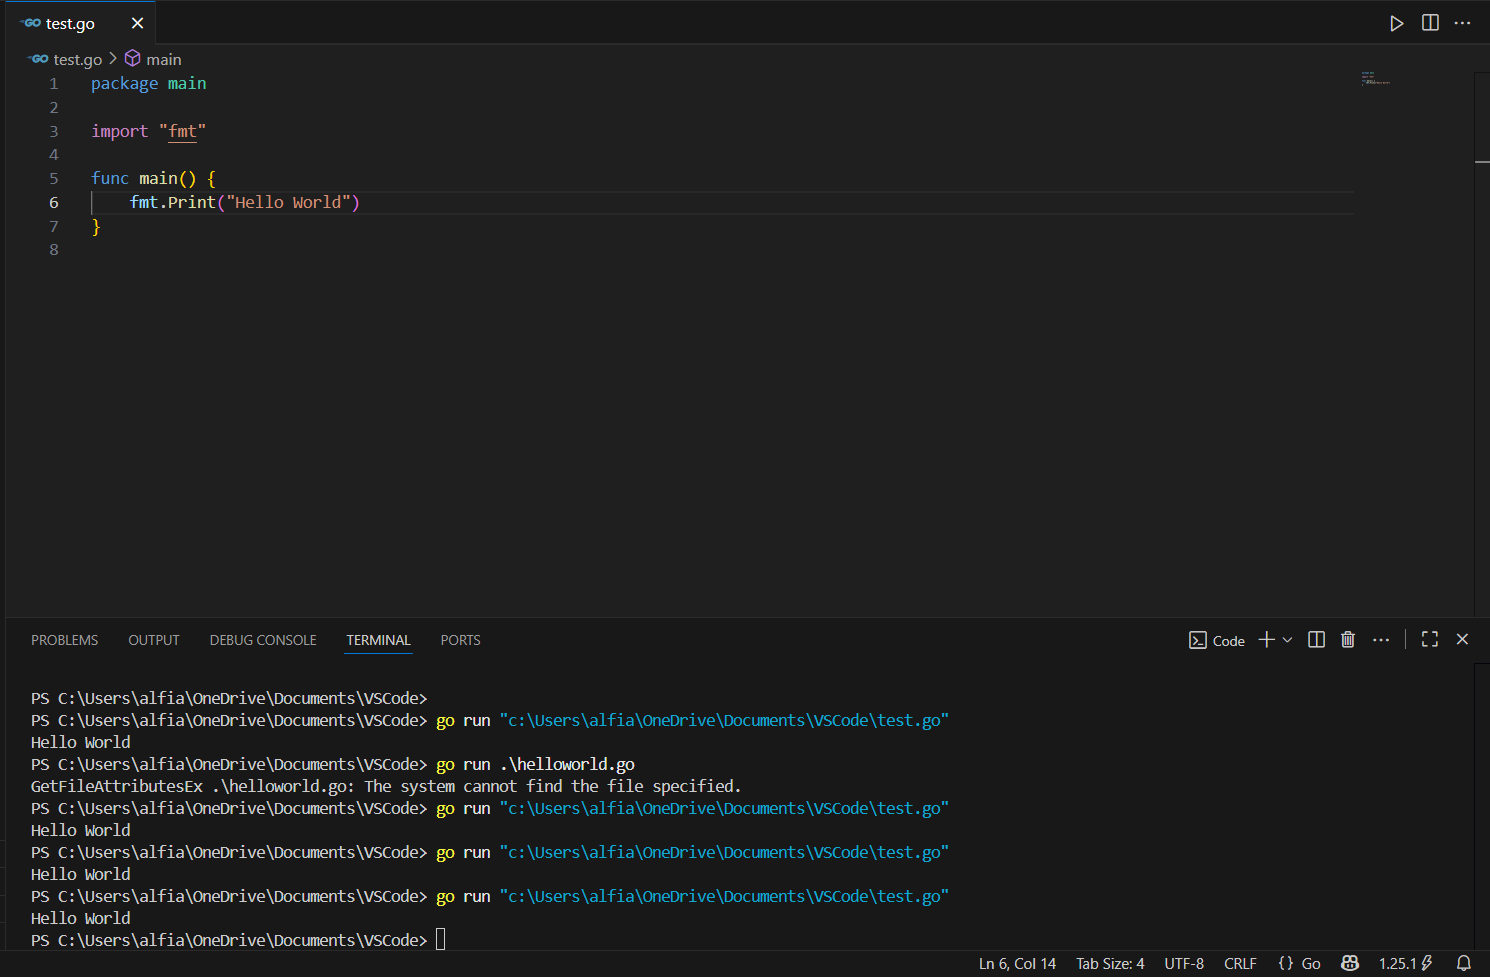 GO test.go
GO test.go > main
1 package main
2
3 import "fmt"
4
5 func main() {
6     fmt.Print("Hello World")
7 }
8
PROBLEMS OUTPUT DEBUG CONSOLE TERMINAL PORTS Code
PS C:\Users\alfia\OneDrive\Documents\VSCode>
PS C:\Users\alfia\OneDrive\Documents\VSCode> go run "c:\Users\alfia\OneDrive\Documents\VSCode\test.go"
Hello World
PS C:\Users\alfia\OneDrive\Documents\VSCode> go run .\helloworld.go
GetFileAttributesEx .\helloworld.go: The system cannot find the file specified.
PS C:\Users\alfia\OneDrive\Documents\VSCode> go run "c:\Users\alfia\OneDrive\Documents\VSCode\test.go"
Hello World
PS C:\Users\alfia\OneDrive\Documents\VSCode> go run "c:\Users\alfia\OneDrive\Documents\VSCode\test.go"
Hello World
PS C:\Users\alfia\OneDrive\Documents\VSCode> go run "c:\Users\alfia\OneDrive\Documents\VSCode\test.go"
Hello World
PS C:\Users\alfia\OneDrive\Documents\VSCode>
Ln 6, Col 14 Tab Size: 4 UTF-8 CRLF {} Go 1.25.1